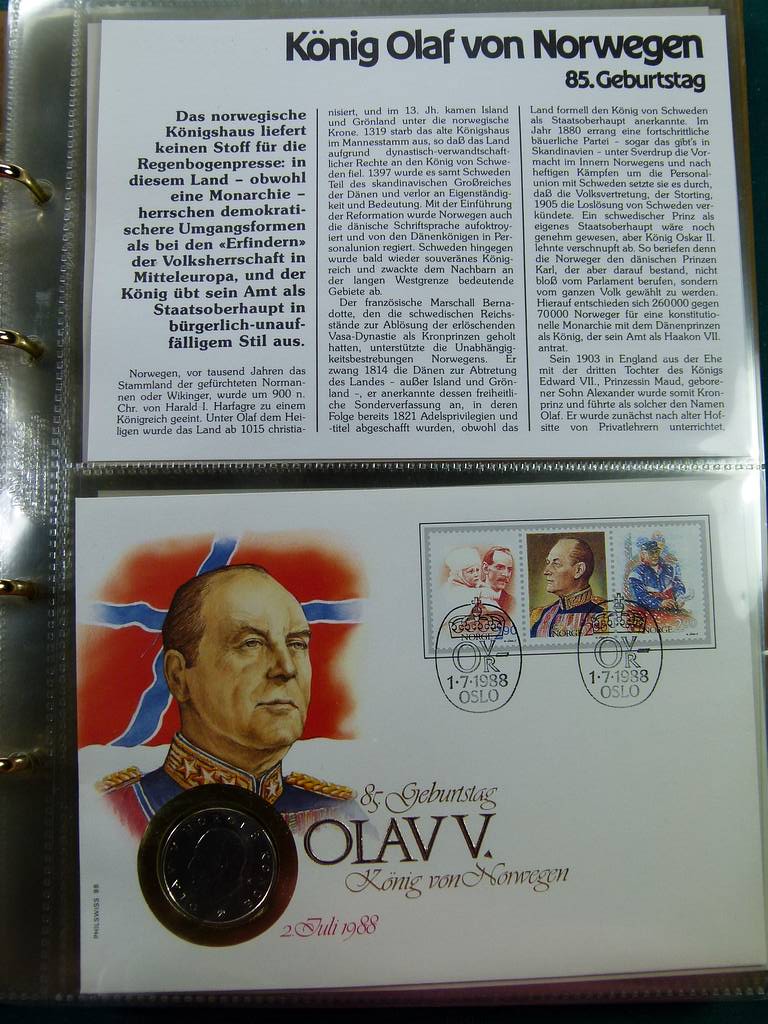 König Olaf von Norwegen
85.Geburtstag
Das norwegische
Königshaus liefert
keinen Stoff für die
Regenbogenpresse: in
diesem Land – obwohl
eine Monarchie –
herrschen demokrati-
schere Umgangsformen
als bei den «Erfindern»
der Volksherrschaft in
Mitteleuropa, und der
König übt sein Amt als
Staatsoberhaupt in
bürgerlich-unauf-
fälligem Stil aus.
Norwegen, vor tausend Jahren das
Stammland der gefürchteten Norman-
nen oder Wikinger, wurde um 900 n.
Chr. von Harald I. Harfagre zu einem
Königreich geeint. Unter Olaf dem Hei-
ligen wurde das Land ab 1015 christia-
nisiert, und im 13. Jh. kamen Island
und Grönland unter die norwegische
Krone. 1319 starb das alte Königshaus
im Mannesstamm aus, so daß das Land
aufgrund dynastisch-verwandtschaft-
licher Rechte an den König von Schwe-
den fiel. 1397 wurde es samt Schweden
Teil des skandinavischen Großreiches
der Dänen und verlor an Eigenständig-
keit und Bedeutung. Mit der Einführung
der Reformation wurde Norwegen auch
die dänische Schriftsprache aufoktroy-
iert und von den Dänenkönigen in Per-
sonalunion regiert. Schweden hingegen
wurde bald wieder souveränes König-
reich und zwackte dem Nachbarn an
der langen Westgrenze bedeutende
Gebiete ab.
Der französische Marschall Berna-
dotte, den die schwedischen Reichs-
stände zur Ablösung der erlöschenden
Vasa-Dynastie als Kronprinzen geholt
hatten, unterstützte die Unabhängig-
keitsbestrebungen Norwegens. Er
zwang 1814 die Dänen zur Abtretung
des Landes – außer Island und Grön-
land –, er anerkannte dessen freiheitli-
che Sonderverfassung an, in deren
Folge bereits 1821 Adelsprivilegien und
-titel abgeschafft wurden, obwohl das
Land formell den König von Schweden
als Staatsoberhaupt anerkannte. Im
Jahr 1880 errang eine fortschrittliche
bäuerliche Partei – sogar das gibt's in
Skandinavien – unter Sverdrup die Vor-
macht im Innern Norwegens und nach
heftigen Kämpfen um die Personal-
union mit Schweden setzte sie es durch,
daß die Volksvertretung, der Storting,
1905 die Loslösung von Schweden ver-
kündete. Ein schwedischer Prinz als
eigenes Staatsoberhaupt wäre noch
genehm gewesen, aber König Oskar II.
lehnte verschnupft ab. So beriefen denn
die Norweger den dänischen Prinzen
Karl, der aber darauf bestand, nicht
bloß vom Parlament berufen, sondern
vom ganzen Volk gewählt zu werden.
Hierauf entschieden sich 260000 gegen
70000 Norweger für eine konstitutio-
nelle Monarchie mit dem Dänenprinzen
als König, der sein Amt als Haakon VII.
antrat.
Sein 1903 in England aus der Ehe
mit der dritten Tochter des Königs
Edward VII., Prinzessin Maud, gebore-
ner Sohn Alexander wurde somit Kron-
prinz und führte als solcher den Namen
Olaf. Er wurde zunächst nach alter Hof-
sitte von Privatlehrern unterrichtet,
NORGE 290
NORGE
NORGE 290
OVR
1·7·1988
OSLO
OVR
1·7·1988
OSLO
85 Geburtstag
OLAV V.
König von Norwegen
2. Juli 1988
PHILSWISS 88